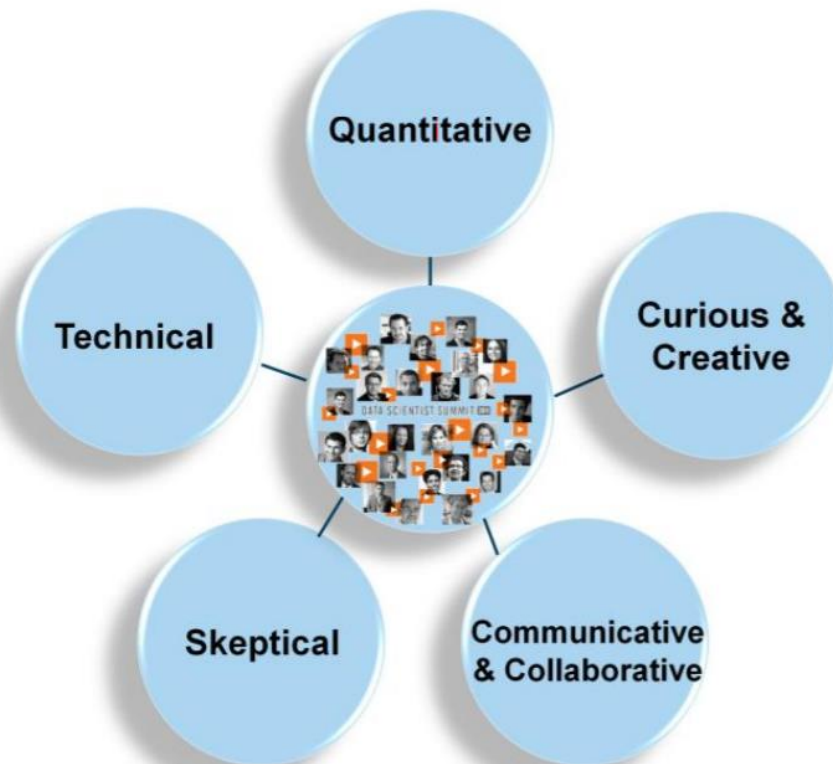 Quantitative
Technical
Curious &
Creative
DATA SCIENTIST SUMMIT
Skeptical
Communicative
& Collaborative